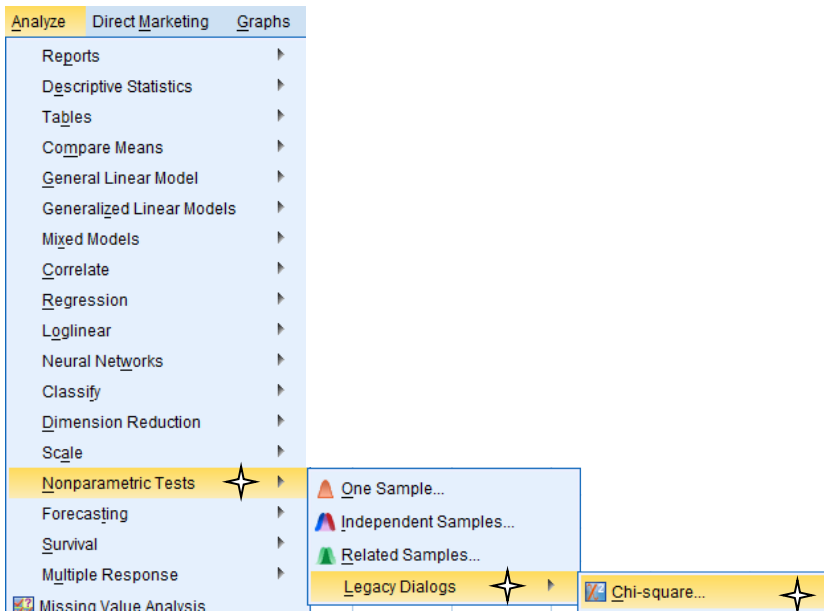 Analyze Direct Marketing Graphs
Reports
Descriptive Statistics
Tables
Compare Means
General Linear Model
Generalized Linear Models
Mixed Models
Correlate
Regression
Loglinear
Neural Networks
Classify
Dimension Reduction
Scale
Nonparametric Tests
Forecasting
Survival
Multiple Response
Missing Value Analysis
One Sample...
Independent Samples...
Related Samples...
Legacy Dialogs
Chi-square...